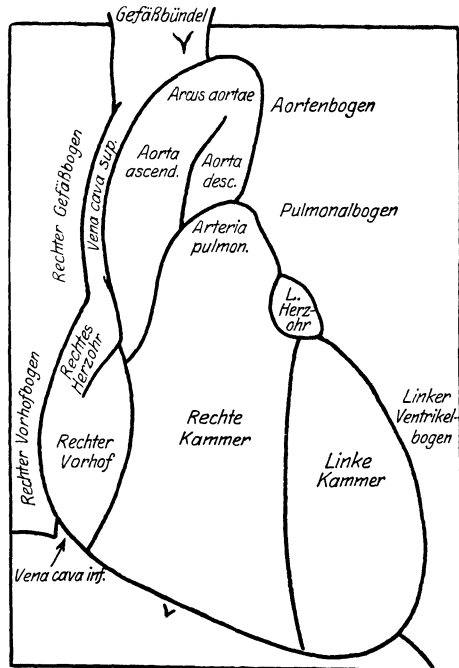 Gefäßbündel
Arcus aortae
Aortenbogen
Rechter Gefäßbogen
Vena cava sup.
Aorta
ascend.
Aorta
desc.
Pulmonalbogen
Arteria
pulmon.
L.
Herz-
ohr
Rechtes
Herzohr
Rechter Vorhofbogen
Rechter
Vorhof
Rechte
Kammer
Linke
Kammer
Linker
Ventrikel-
bogen
Vena cava inf.